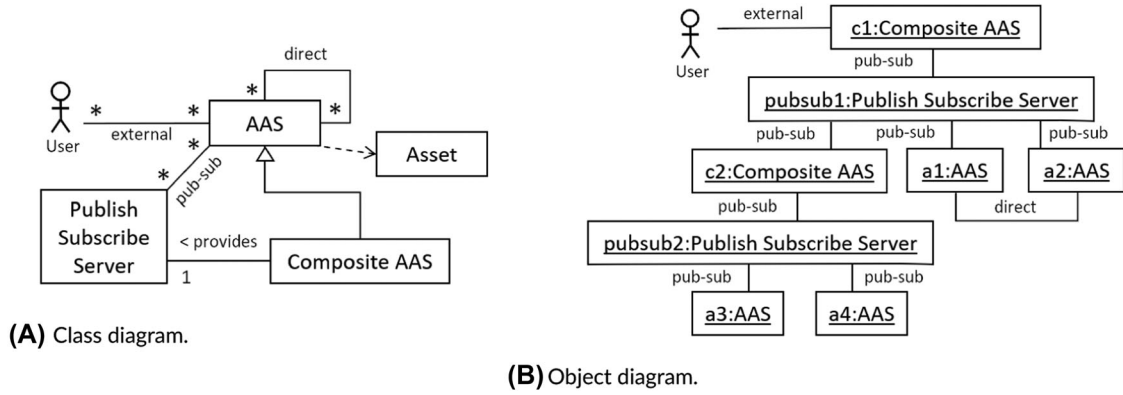 direct
*
*
*
*
User
external
AAS
*
*
pub-sub
Asset
Publish
Subscribe
Server
< provides
1
Composite AAS
(A) Class diagram.
User
external
c1:Composite AAS
pub-sub
pubsub1:Publish Subscribe Server
pub-sub
pub-sub
pub-sub
c2:Composite AAS
a1:AAS
a2:AAS
pub-sub
direct
pubsub2:Publish Subscribe Server
pub-sub
pub-sub
a3:AAS
a4:AAS
(B) Object diagram.